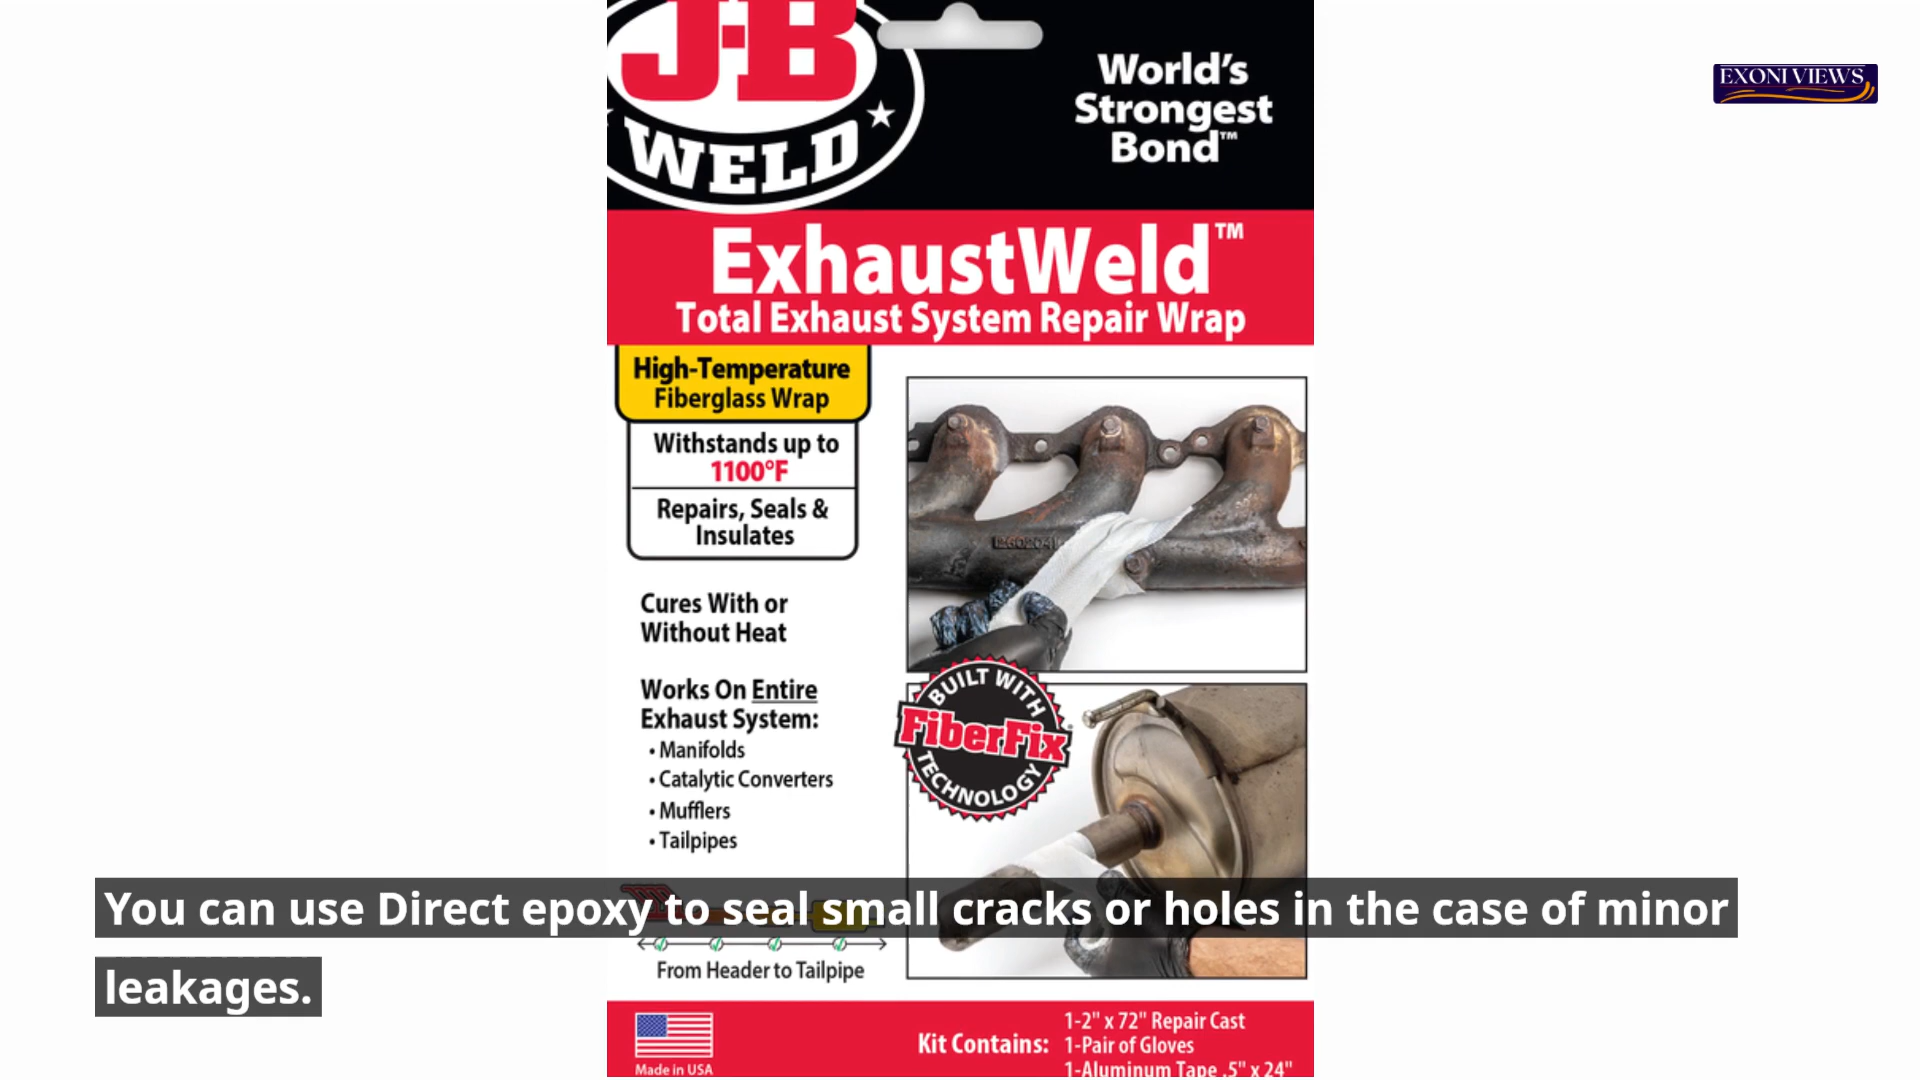 J-B
WELD
World's
Strongest
Bond™
EXONI VIEWS
ExhaustWeld™
Total Exhaust System Repair Wrap
High-Temperature
Fiberglass Wrap
Withstands up to
1100°F
Repairs, Seals &
Insulates
Cures With or
Without Heat
Works On Entire
Exhaust System:
• Manifolds
• Catalytic Converters
• Mufflers
• Tailpipes
12602041
BUILT WITH
FiberFix
TECHNOLOGY
You can use Direct epoxy to seal small cracks or holes in the case of minor
leakages.
From Header to Tailpipe
Made in USA
Kit Contains:
1-2" x 72" Repair Cast
1-Pair of Gloves
1-Aluminum Tape .5" x 24"